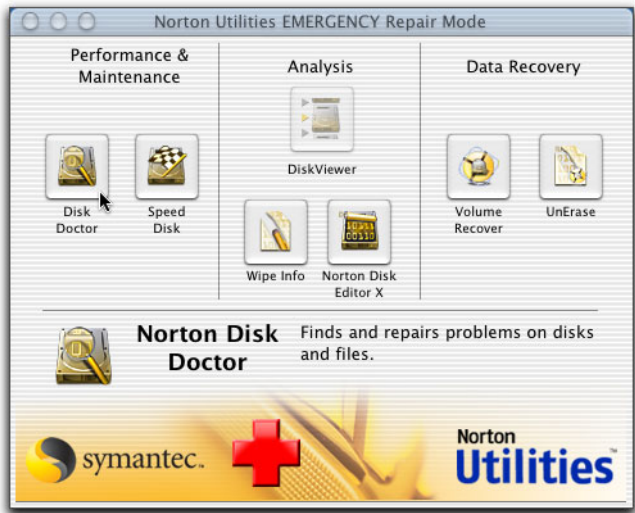 Norton Utilities EMERGENCY Repair Mode
Performance &
Maintenance
Disk
Doctor
Speed
Disk
Analysis
DiskViewer
Wipe Info
Norton Disk
Editor X
Data Recovery
Volume
Recover
UnErase
Norton Disk
Doctor
Finds and repairs problems on disks
and files.
symantec.
Norton
Utilities